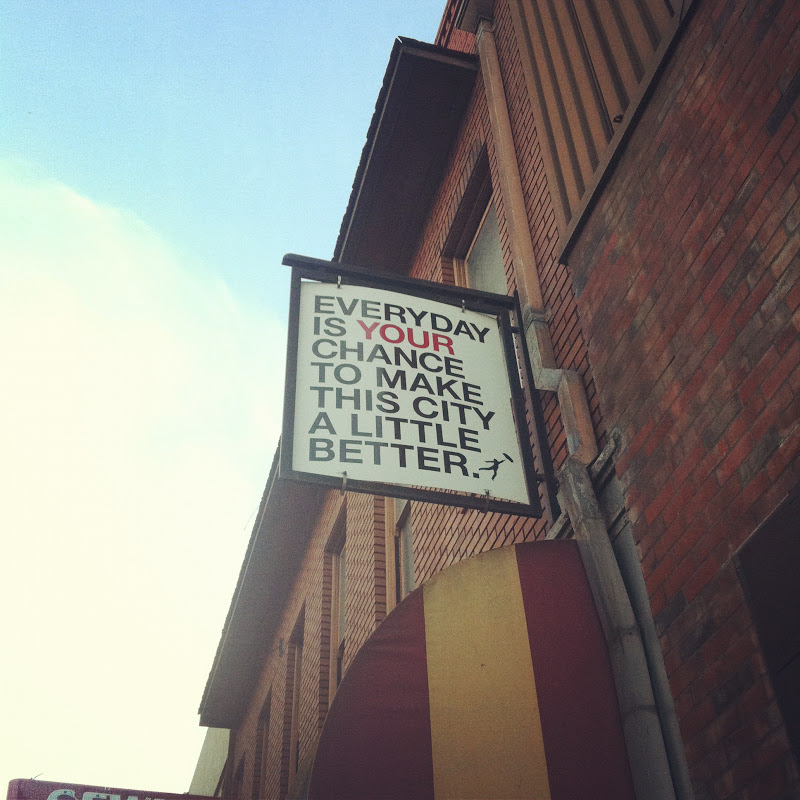 EVERYDAY
IS YOUR
CHANCE
TO MAKE
THIS CITY
A LITTLE
BETTER.